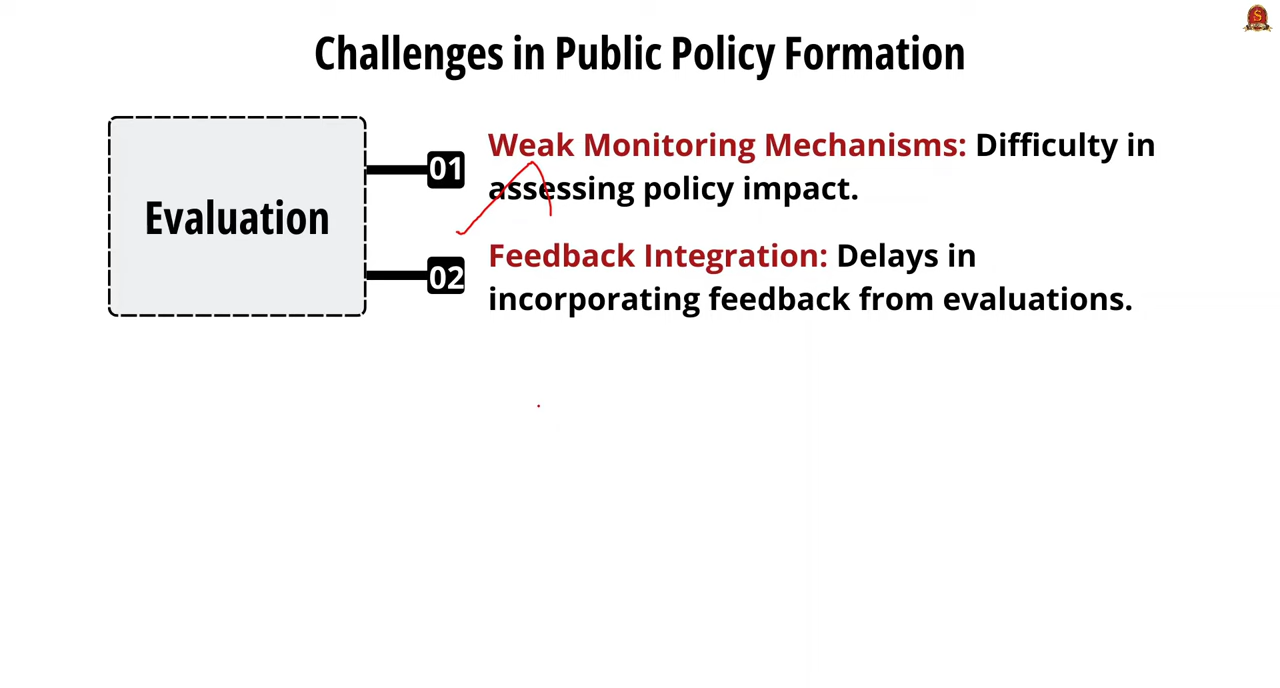 Challenges in Public Policy Formation
Evaluation
01
Weak Monitoring Mechanisms: Difficulty in
assessing policy impact.
02
Feedback Integration: Delays in
incorporating feedback from evaluations.